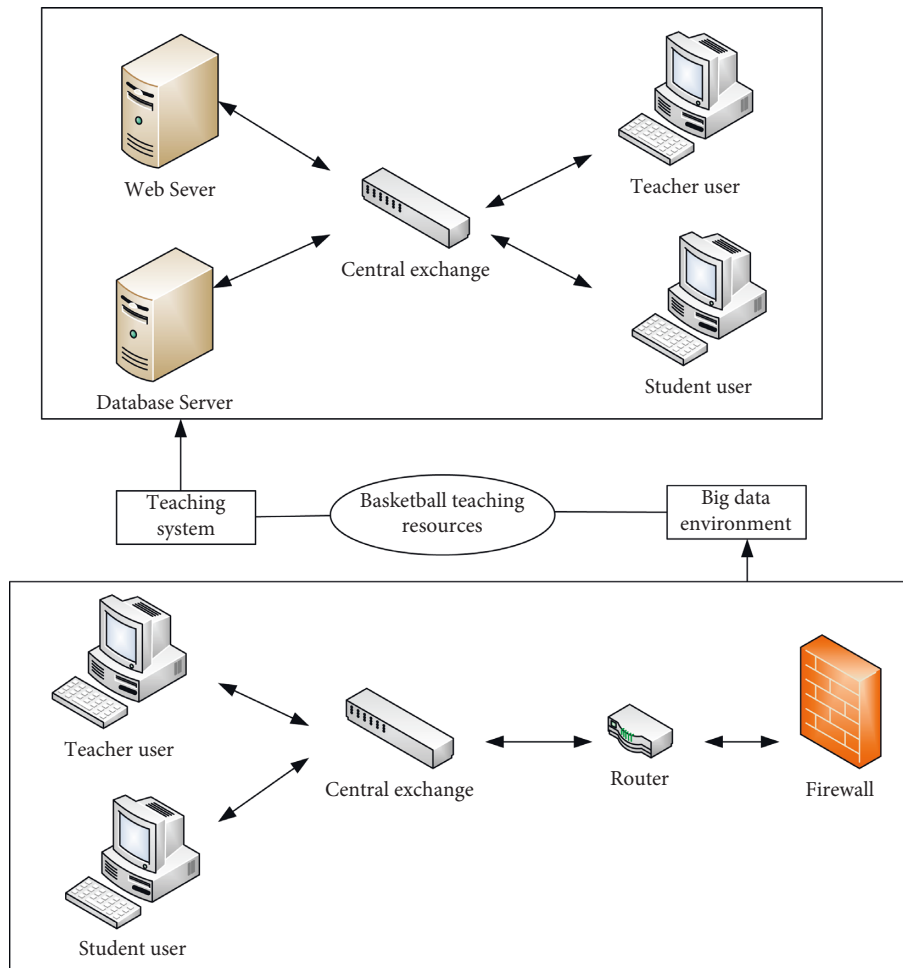 Web Sever
Teacher user
Central exchange
Database Server
Student user
Teaching
system
Basketball teaching
resources
Big data
environment
Teacher user
Central exchange
Router
Firewall
Student user